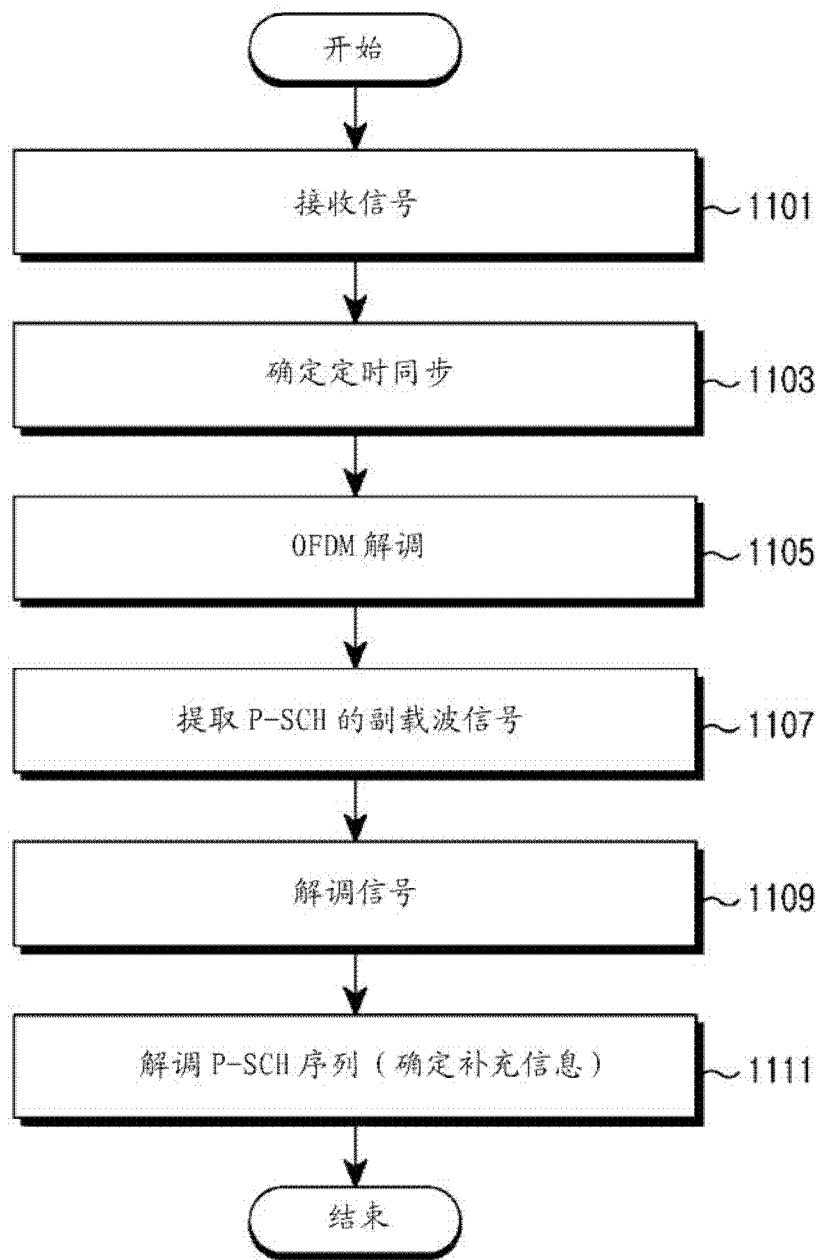 开始
接收信号
1101
确定定时同步
1103
OFDM 解调
1105
提取 P-SCH 的副载波信号
1107
解调信号
1109
解调 P-SCH 序列（确定补充信息）
1111
结束